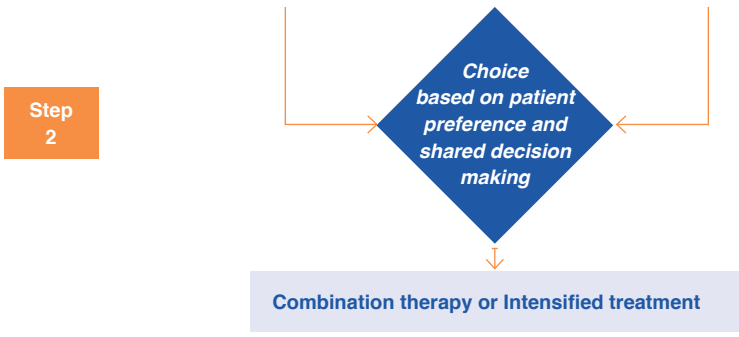 Choice
based on patient
preference and
shared decision
making
Step
2
Combination therapy or Intensified treatment